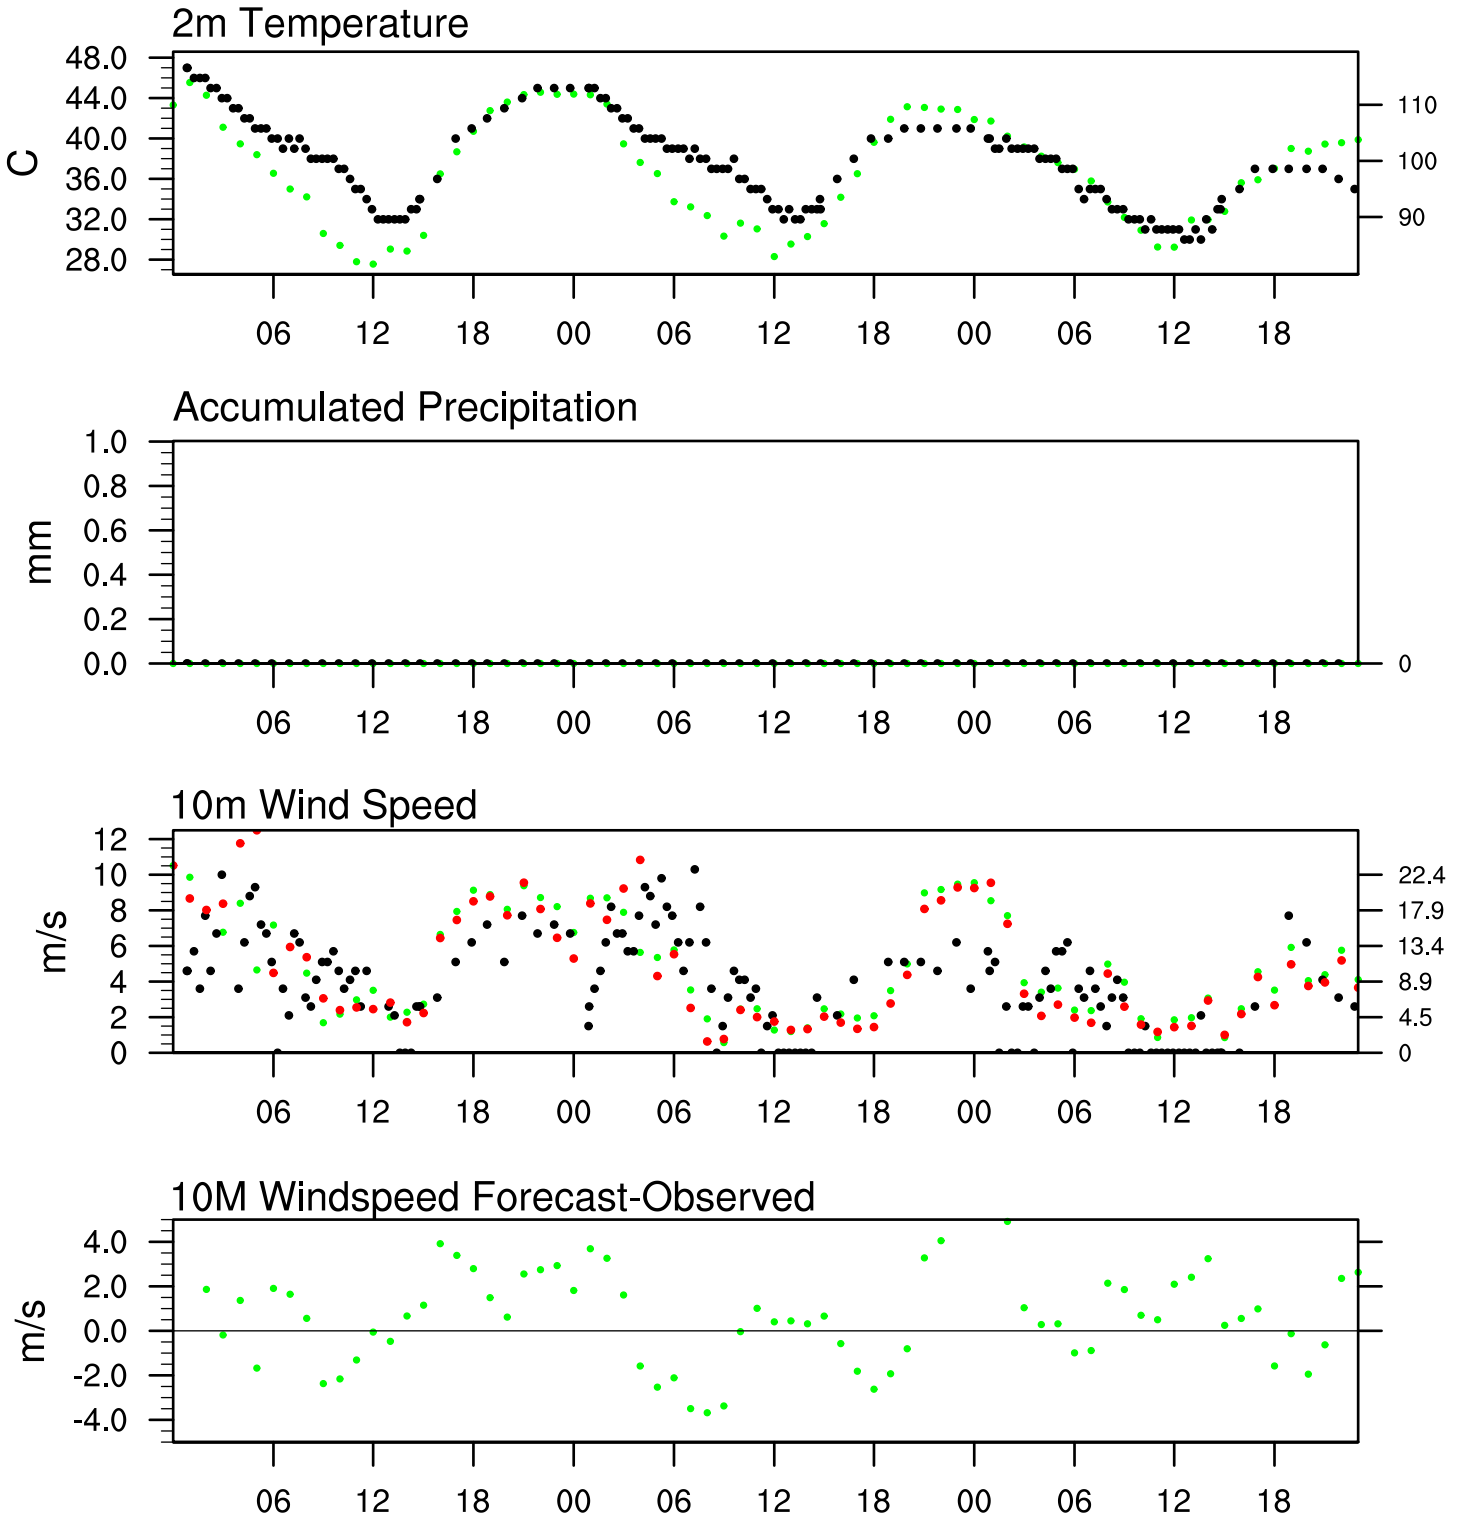 2m Temperature
48.0
44.0
40.0
36.0
32.0
28.0
C
110
100
90
06 12 18 00 06 12 18 00 06 12 18
Accumulated Precipitation
1.0
0.8
0.6
0.4
0.2
0.0
mm
0
06 12 18 00 06 12 18 00 06 12 18
10m Wind Speed
12
10
8
6
4
2
0
m/s
22.4
17.9
13.4
8.9
4.5
0
06 12 18 00 06 12 18 00 06 12 18
10M Windspeed Forecast-Observed
4.0
2.0
0.0
-2.0
-4.0
m/s
06 12 18 00 06 12 18 00 06 12 18